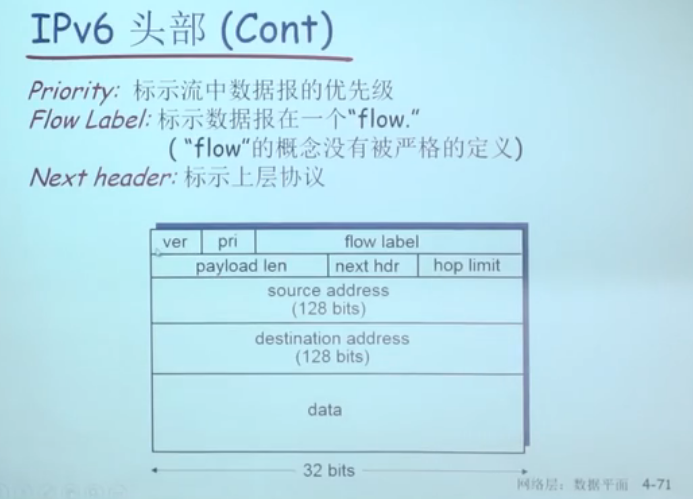 IPv6 头部 (Cont)
Priority: 标示流中数据报的优先级
Flow Label: 标示数据报在一个“flow.”
( “flow”的概念没有被严格的定义)
Next header: 标示上层协议
ver pri flow label
payload len next hdr hop limit
source address
(128 bits)
destination address
(128 bits)
data
32 bits
网络层：数据平面 4-71